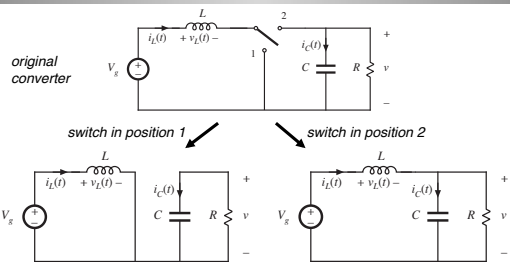 original
converter
L
i_L(t)
+ v_L(t) –
V_g
+
–
1
2
i_C(t)
C
R
+
v
–
switch in position 1
switch in position 2
L
i_L(t)
+ v_L(t) –
V_g
+
–
i_C(t)
C
R
+
v
–
L
i_L(t)
+ v_L(t) –
V_g
+
–
i_C(t)
C
R
+
v
–